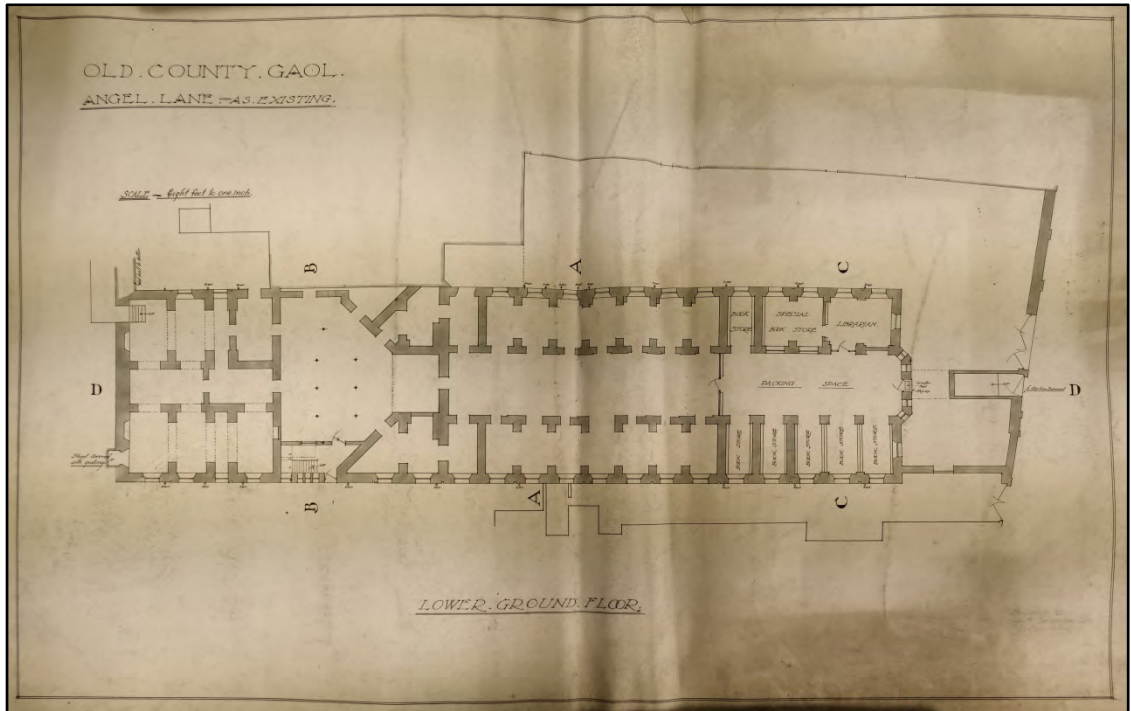 OLD. COUNTY. GAOL.
ANGEL. LANE — AS. EXISTING.
SCALE — Eight feet to one inch.
B
A
C
BOOK
STORE
SPECIAL
BOOK STORE
LIBRARIAN.
D
PACKING SPACE
D
BOOK STORE
BOOK STORE
BOOK STORE
BOOK STORE
BOOK STORE
B
A
C
LOWER. GROUND. FLOOR.